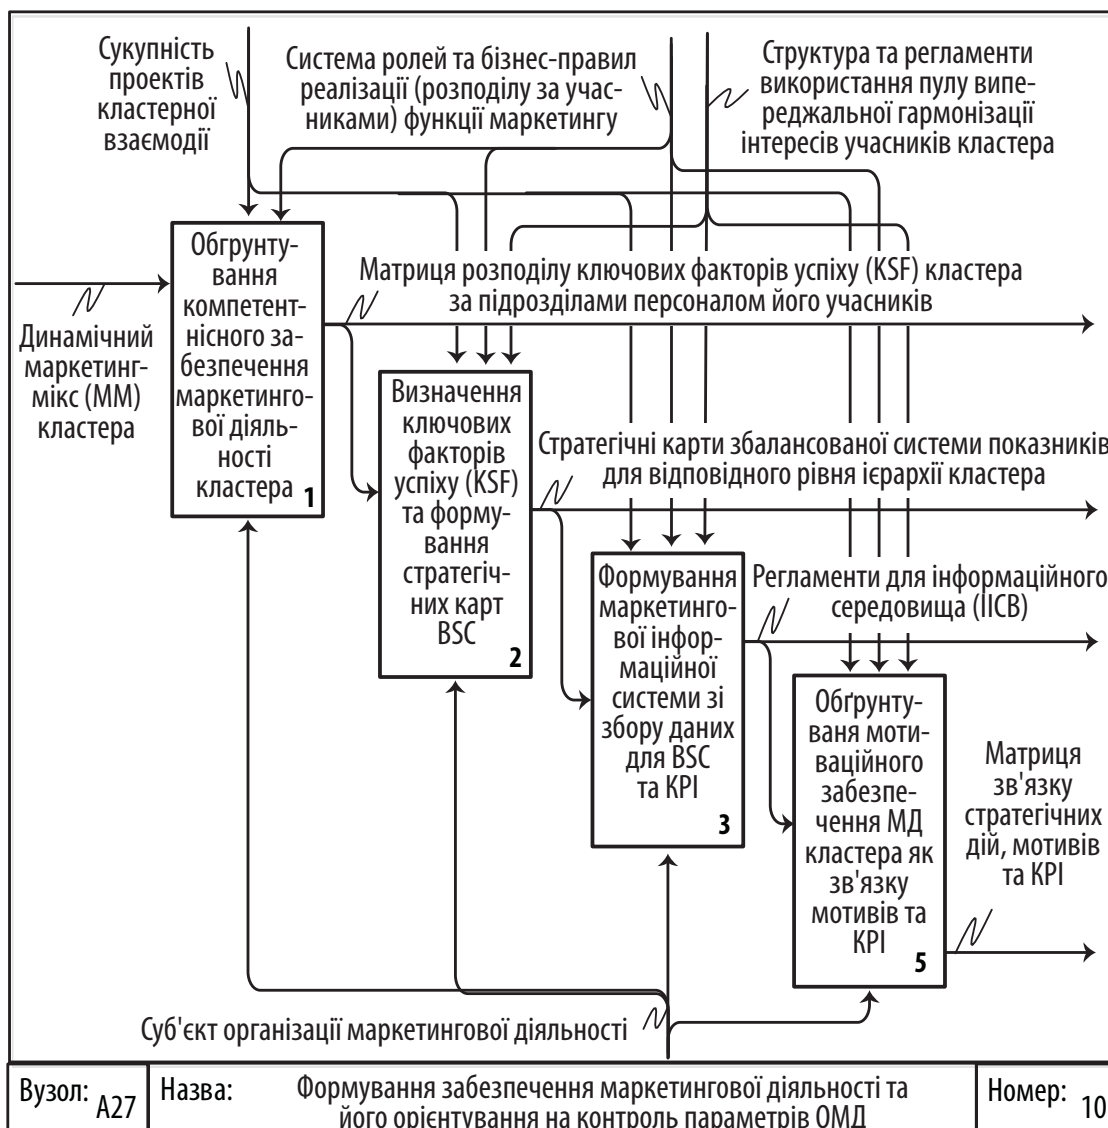 Сукупність
проектів
кластерної
взаємодії
Система ролей та бізнес-правил
реалізації (розподілу за учас-
никами) функції маркетингу
Структура та регламенти
використання пулу випе-
реджальної гармонізації
інтересів учасників кластера
Обгрунту-
вання
компетент-
нісного за-
безпечення
маркетинго-
вої діяль-
ності
кластера 1
Динамічний
маркетинг-
мікс (ММ)
кластера
Матриця розподілу ключових факторів успіху (KSF) кластера
за підрозділами персоналом його учасників
Визначення
ключових
факторів
успіху (KSF)
та форму-
вання
стратегіч-
них карт
BSC
2
Стратегічні карти збалансованої системи показників
для відповідного рівня ієрархії кластера
Формування
маркетинго-
вої інфор-
маційної
системи зі
збору даних
для BSC
та KPI
3
Регламенти для інформаційного
середовища (ІІСВ)
Обґрунту-
ваня моти-
ваційного
забезпе-
чення МД
кластера як
зв'язку
мотивів та
KPI
5
Матриця
зв'язку
стратегічних
дій, мотивів
та KPI
Суб'єкт організації маркетингової діяльності
Вузол: А27
Назва: Формування забезпечення маркетингової діяльності та
його орієнтування на контроль параметрів ОМД
Номер: 10